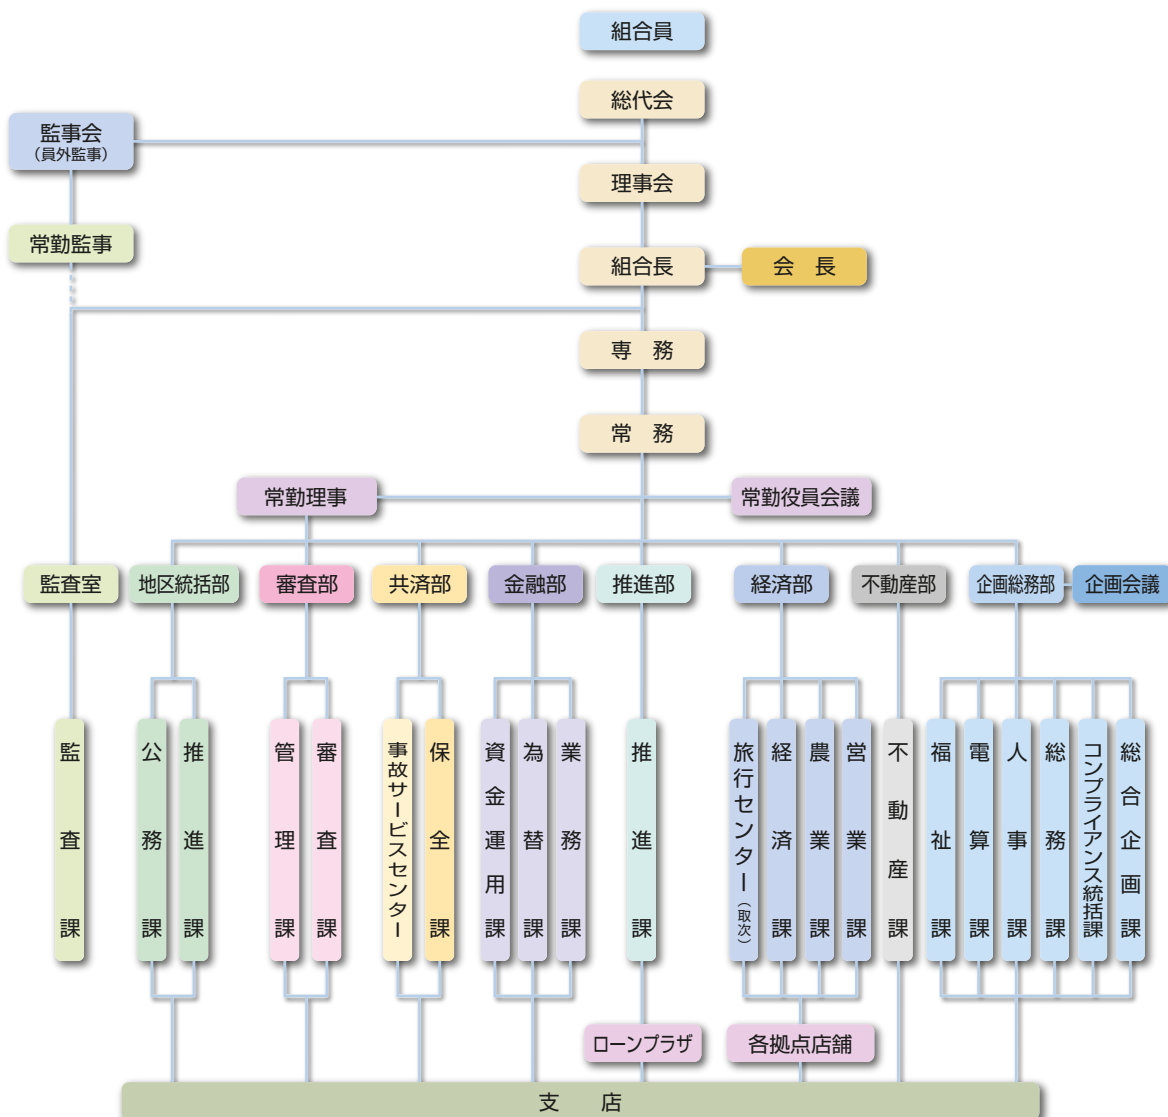 組合員
総代会
監事会
(員外監事)
理事会
常勤監事
組合長
会　長
専　務
常　務
常勤理事
常勤役員会議
監査室
地区統括部
審査部
共済部
金融部
推進部
経済部
不動産部
企画総務部
企画会議
監査課
公務課
推進課
管理課
審査課
事故サービスセンター
保全課
資金運用課
為替課
業務課
推進課
旅行センター(取次)
経済課
農業課
営業課
不動産課
福祉課
電算課
人事課
総務課
コンプライアンス統括課
総合企画課
ローンプラザ
各拠点店舗
支　店